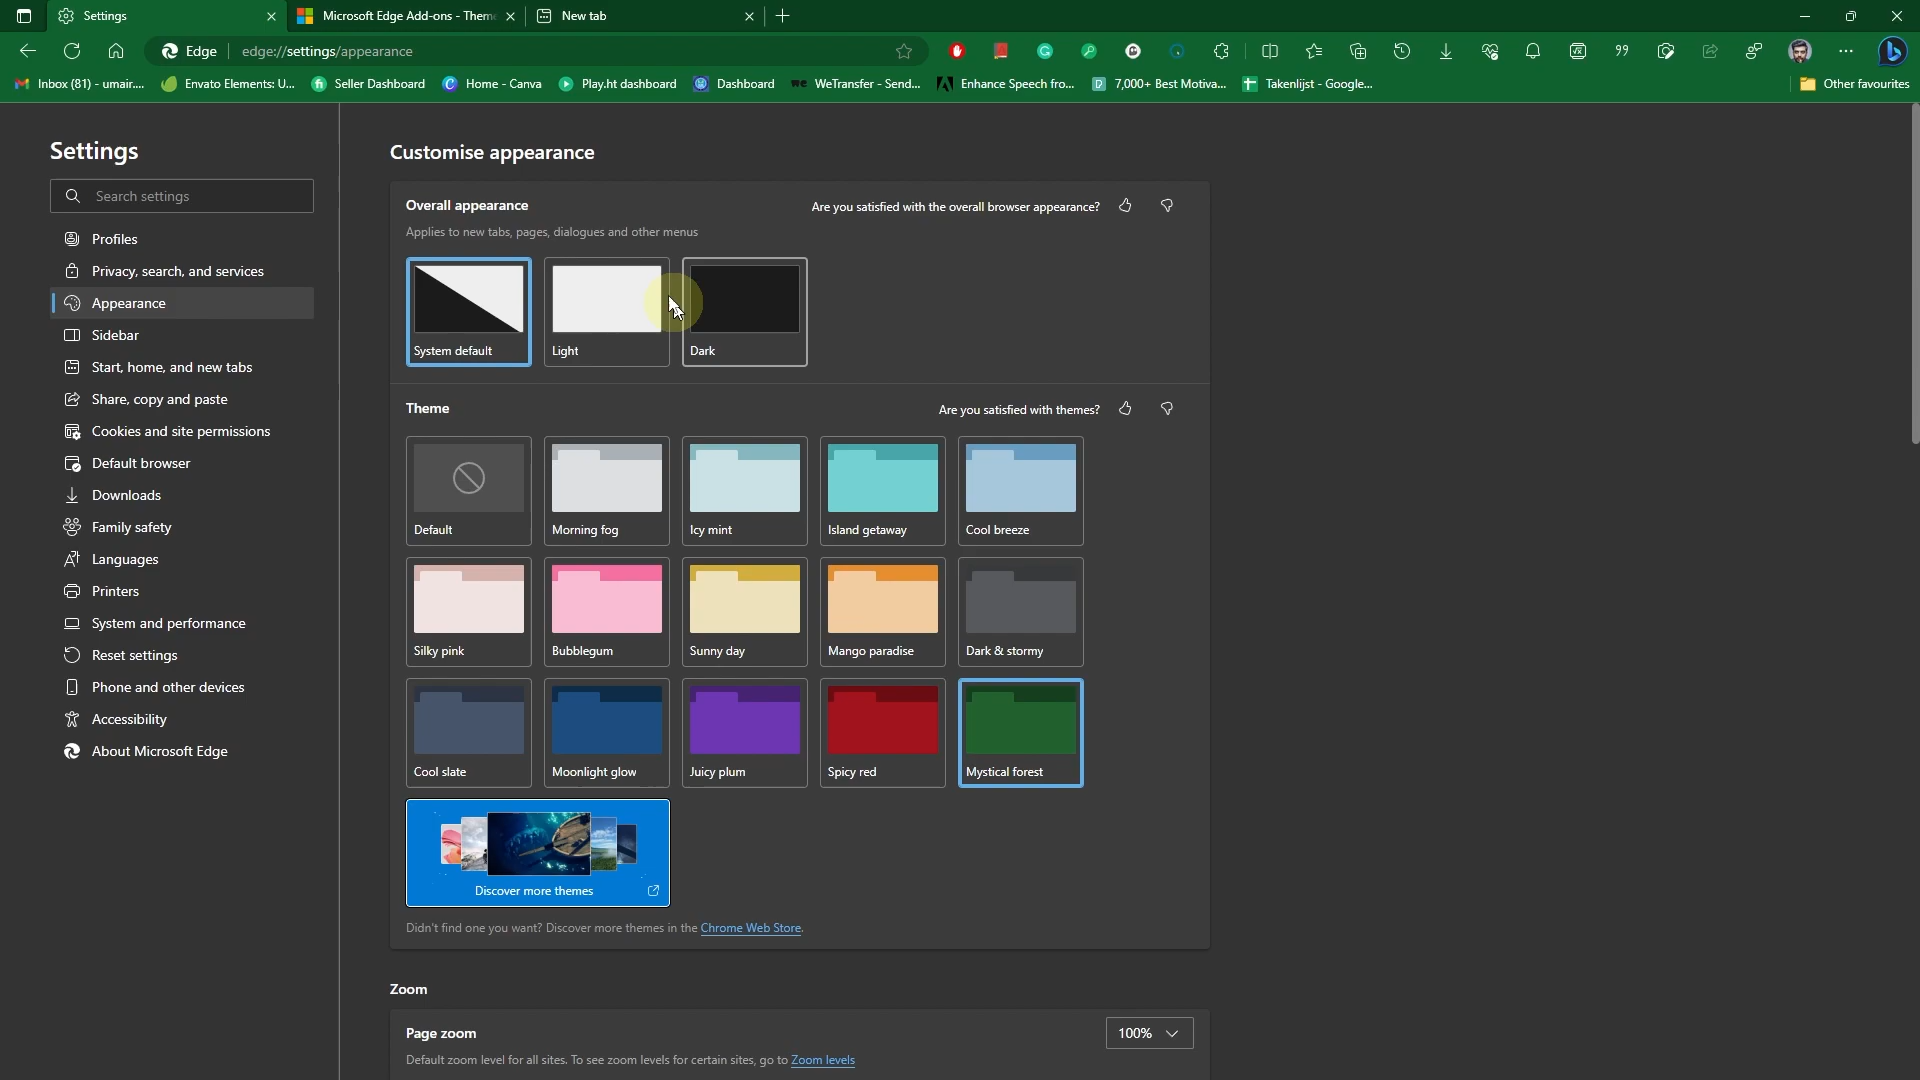 Settings
Microsoft Edge Add-ons - Them
New tab
Edge
edge://settings/appearance
Inbox (81) - umair....
Envato Elements: U...
Seller Dashboard
Home - Canva
Play.ht dashboard
Dashboard
WeTransfer - Send...
Enhance Speech fro...
7,000+ Best Motiva...
Takenlijst - Google...
Other favourites
Settings
Search settings
Profiles
Privacy, search, and services
Appearance
Sidebar
Start, home, and new tabs
Share, copy and paste
Cookies and site permissions
Default browser
Downloads
Family safety
Languages
Printers
System and performance
Reset settings
Phone and other devices
Accessibility
About Microsoft Edge
Customise appearance
Overall appearance
Are you satisfied with the overall browser appearance?
Applies to new tabs, pages, dialogues and other menus
System default
Light
Dark
Theme
Are you satisfied with themes?
Default
Morning fog
Icy mint
Island getaway
Cool breeze
Silky pink
Bubblegum
Sunny day
Mango paradise
Dark & stormy
Cool slate
Moonlight glow
Juicy plum
Spicy red
Mystical forest
Discover more themes
Didn't find one you want? Discover more themes in the Chrome Web Store.
Zoom
Page zoom
100%
Default zoom level for all sites. To see zoom levels for certain sites, go to Zoom levels